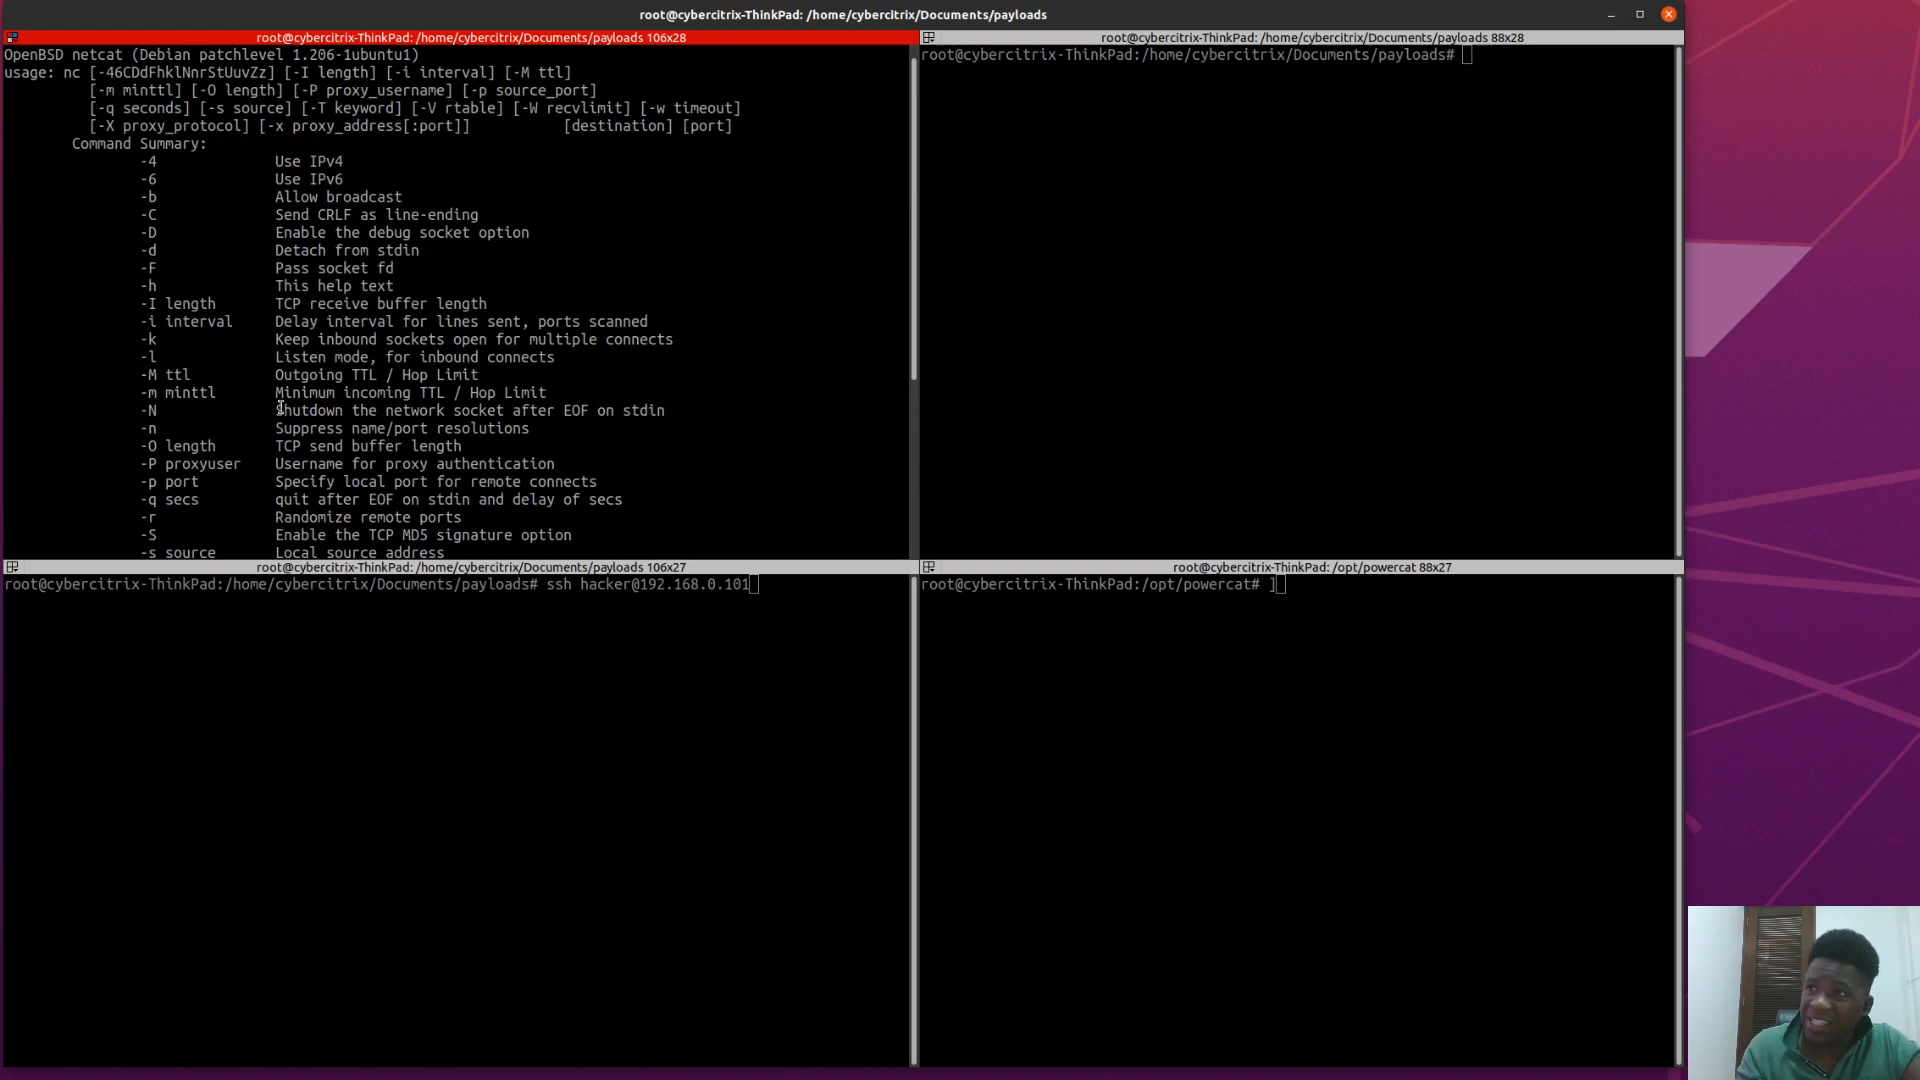 root@cybercitrix-ThinkPad: /home/cybercitrix/Documents/payloads
root@cybercitrix-ThinkPad: /home/cybercitrix/Documents/payloads 106x28
OpenBSD netcat (Debian patchlevel 1.206-1ubuntu1)
usage: nc [-46CDdFhklNnrStUuvZz] [-I length] [-i interval] [-M ttl]
[-m minttl] [-O length] [-P proxy_username] [-p source_port]
[-q seconds] [-s source] [-T keyword] [-V rtable] [-W recvlimit] [-w timeout]
[-X proxy_protocol] [-x proxy_address[:port]] [destination] [port]
Command Summary:
-4 Use IPv4
-6 Use IPv6
-b Allow broadcast
-C Send CRLF as line-ending
-D Enable the debug socket option
-d Detach from stdin
-F Pass socket fd
-h This help text
-I length TCP receive buffer length
-i interval Delay interval for lines sent, ports scanned
-k Keep inbound sockets open for multiple connects
-l Listen mode, for inbound connects
-M ttl Outgoing TTL / Hop Limit
-m minttl Minimum incoming TTL / Hop Limit
-N Shutdown the network socket after EOF on stdin
-n Suppress name/port resolutions
-O length TCP send buffer length
-P proxyuser Username for proxy authentication
-p port Specify local port for remote connects
-q secs quit after EOF on stdin and delay of secs
-r Randomize remote ports
-S Enable the TCP MD5 signature option
-s source Local source address
root@cybercitrix-ThinkPad: /home/cybercitrix/Documents/payloads 88x28
root@cybercitrix-ThinkPad:/home/cybercitrix/Documents/payloads#
root@cybercitrix-ThinkPad: /home/cybercitrix/Documents/payloads 106x27
root@cybercitrix-ThinkPad:/home/cybercitrix/Documents/payloads# ssh hacker@192.168.0.101
root@cybercitrix-ThinkPad: /opt/powercat 88x27
root@cybercitrix-ThinkPad:/opt/powercat# ]